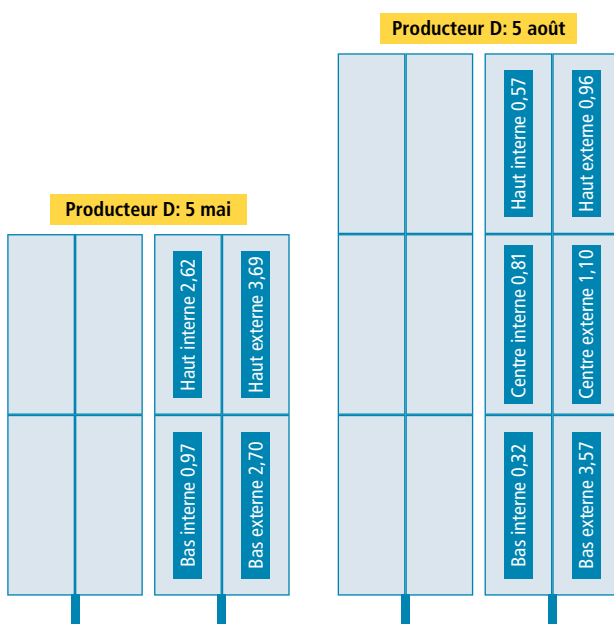 Producteur D: 5 mai
Haut interne 2,62
Haut externe 3,69
Bas interne 0,97
Bas externe 2,70
Producteur D: 5 août
Haut interne 0,57
Haut externe 0,96
Centre interne 0,81
Centre externe 1,10
Bas interne 0,32
Bas externe 3,57